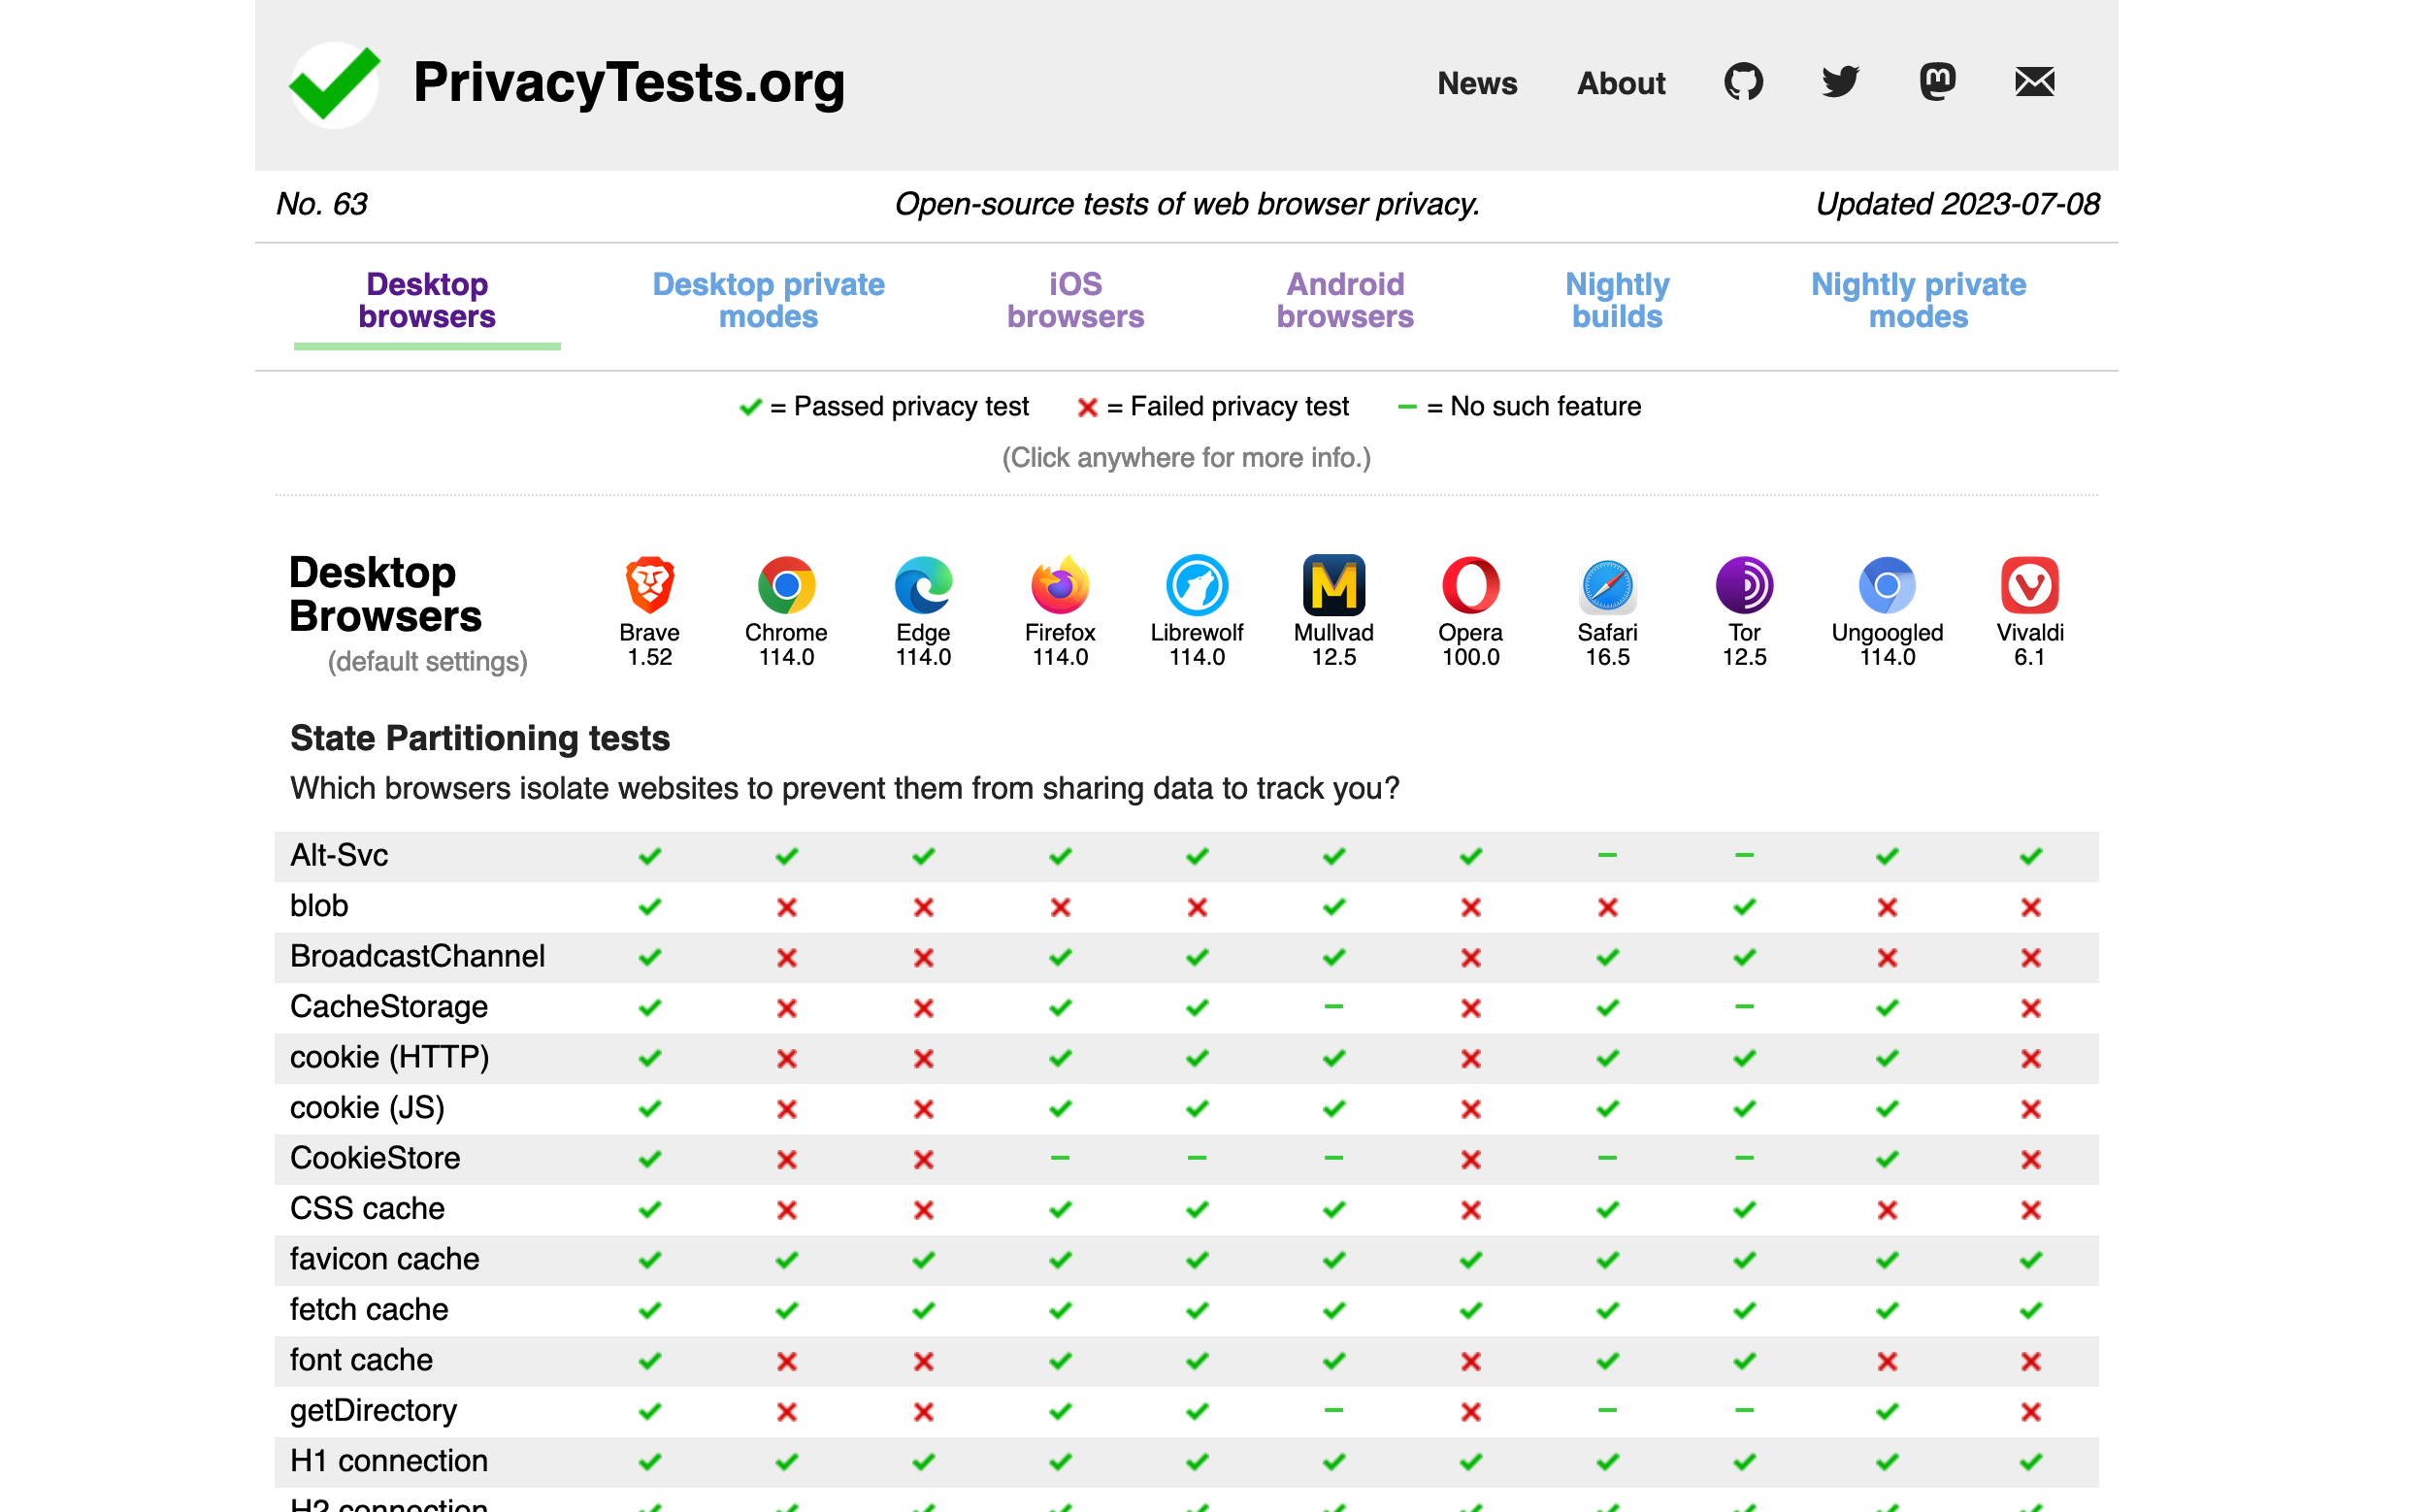 PrivacyTests.org
News About
No. 63 Open-source tests of web browser privacy. Updated 2023-07-08
Desktop browsers Desktop private modes iOS browsers Android browsers Nightly builds Nightly private modes
= Passed privacy test = Failed privacy test = No such feature
(Click anywhere for more info.)
Desktop
Browsers
(default settings)
Brave Chrome Edge Firefox Librewolf Mullvad Opera Safari Tor Ungoogled Vivaldi
1.52 114.0 114.0 114.0 114.0 12.5 100.0 16.5 12.5 114.0 6.1
State Partitioning tests
Which browsers isolate websites to prevent them from sharing data to track you?
Alt-Svc
blob
BroadcastChannel
CacheStorage
cookie (HTTP)
cookie (JS)
CookieStore
CSS cache
favicon cache
fetch cache
font cache
getDirectory
H1 connection
H2 connection